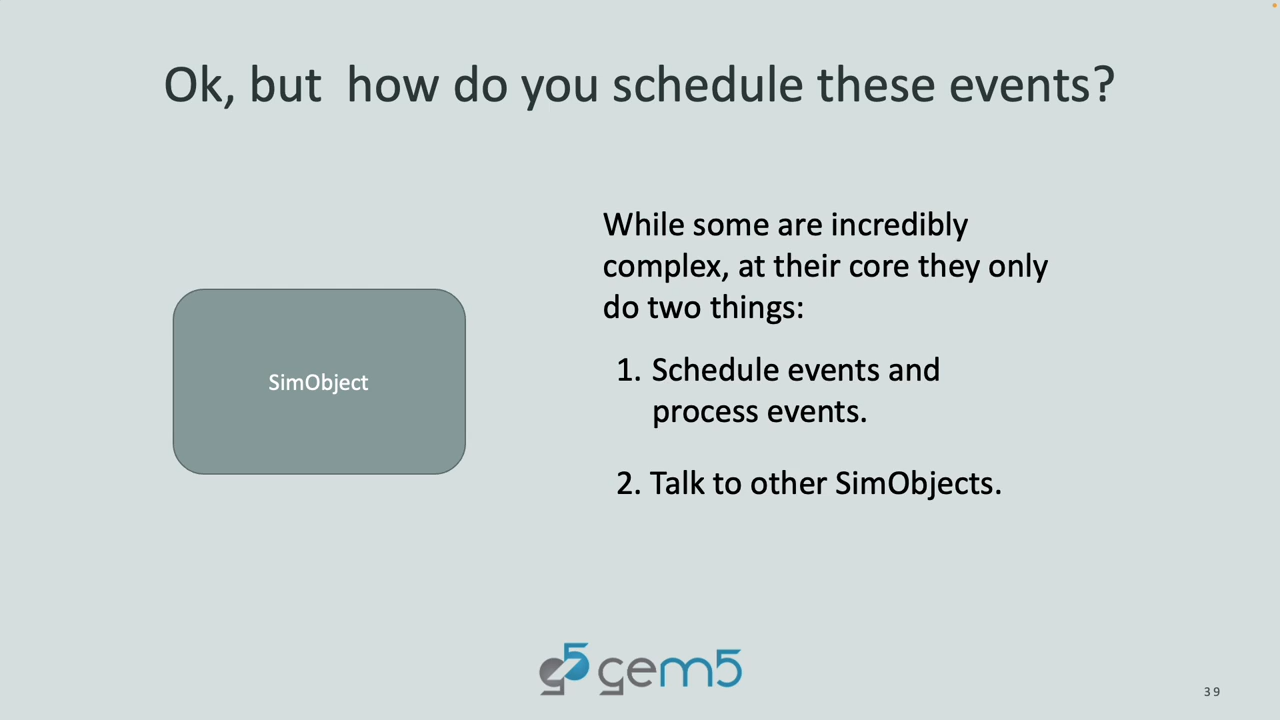 Ok, but  how do you schedule these events?
While some are incredibly
complex, at their core they only
do two things:
1. Schedule events and
process events.
SimObject
2. Talk to other SimObjects.
g5 gem5
39